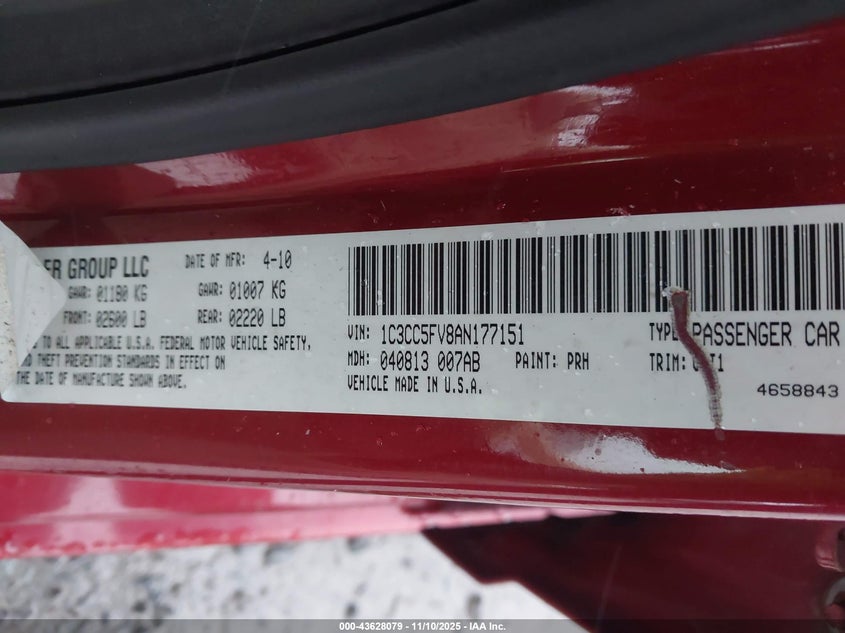 ER GROUP LLC DATE OF MFR: 4-10
GAWR: 01180 KG GAWR: 01007 KG
FRONT: 02600 LB REAR: 02220 LB
TO ALL APPLICABLE U.S.A. FEDERAL MOTOR VEHICLE SAFETY,
THEFT PREVENTION STANDARDS IN EFFECT ON
THE DATE OF MANUFACTURE SHOWN ABOVE.
VIN: 1C3CC5FV8AN177151 TYPE: PASSENGER CAR
MDH: 040813 007AB PAINT: PRH TRIM:
VEHICLE MADE IN U.S.A.
4658843
000-43628079 — 11/10/2025 — IAA Inc.